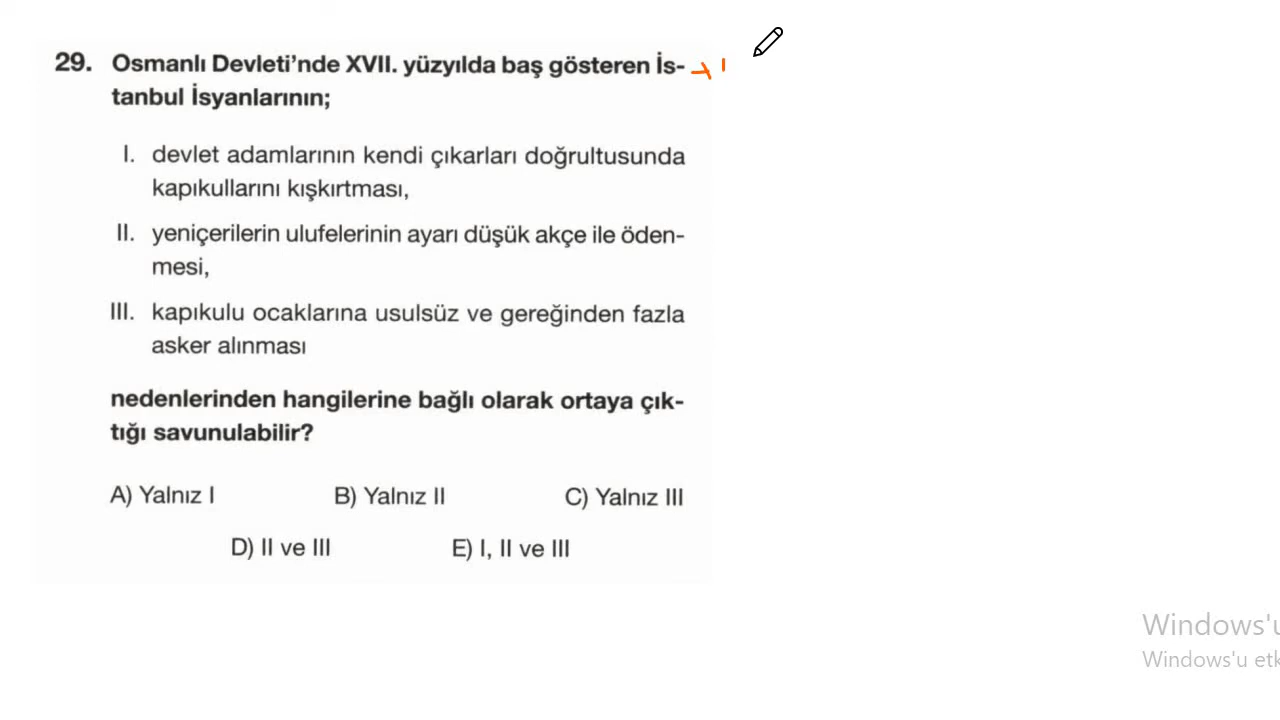 29. Osmanlı Devleti’nde XVII. yüzyılda baş gösteren İs-
tanbul İsyanlarının;
I. devlet adamlarının kendi çıkarları doğrultusunda
kapıkullarını kışkırtması,
II. yeniçerilerin ulufelerinin ayarı düşük akçe ile öden-
mesi,
III. kapıkulu ocaklarına usulsüz ve gereğinden fazla
asker alınması
nedenlerinden hangilerine bağlı olarak ortaya çık-
tığı savunulabilir?
A) Yalnız I B) Yalnız II C) Yalnız III
D) II ve III E) I, II ve III
Windows'u
Windows'u etk